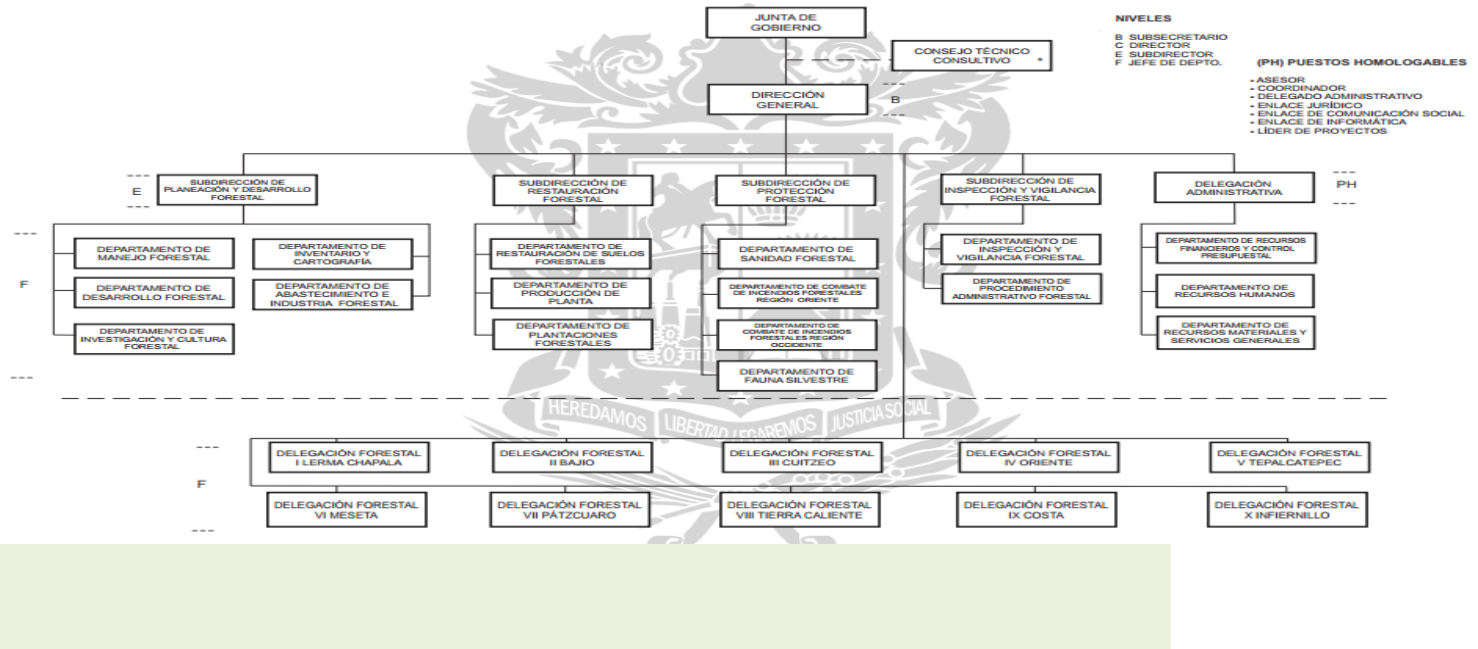 JUNTA DE
GOBIERNO
CONSEJO TÉCNICO
CONSULTIVO *
DIRECCIÓN
GENERAL
B
NIVELES
B SUBSECRETARIO
C DIRECTOR
E SUBDIRECTOR
F JEFE DE DEPTO.
(PH) PUESTOS HOMOLOGABLES
- ASESOR
- COORDINADOR
- DELEGADO ADMINISTRATIVO
- ENLACE JURÍDICO
- ENLACE DE COMUNICACIÓN SOCIAL
- ENLACE DE INFORMÁTICA
- LÍDER DE PROYECTOS
E
SUBDIRECCIÓN DE
PLANEACIÓN Y DESARROLLO
FORESTAL
SUBDIRECCIÓN DE
RESTAURACIÓN
FORESTAL
SUBDIRECCIÓN DE
PROTECCIÓN
FORESTAL
SUBDIRECCIÓN DE
INSPECCIÓN Y VIGILANCIA
FORESTAL
DELEGACIÓN
ADMINISTRATIVA
PH
F
DEPARTAMENTO DE
MANEJO FORESTAL
DEPARTAMENTO DE
DESARROLLO FORESTAL
DEPARTAMENTO DE
INVESTIGACIÓN Y CULTURA
FORESTAL
DEPARTAMENTO DE
INVENTARIO Y
CARTOGRAFÍA
DEPARTAMENTO DE
ABASTECIMIENTO E
INDUSTRIA FORESTAL
DEPARTAMENTO DE
RESTAURACIÓN DE SUELOS
FORESTALES
DEPARTAMENTO DE
PRODUCCIÓN DE
PLANTA
DEPARTAMENTO DE
PLANTACIONES
FORESTALES
DEPARTAMENTO DE
SANIDAD FORESTAL
DEPARTAMENTO DE COMBATE
DE INCENDIOS FORESTALES
REGIÓN ORIENTE
DEPARTAMENTO DE
COMBATE DE INCENDIOS
FORESTALES REGIÓN
OCCIDENTE
DEPARTAMENTO DE
FAUNA SILVESTRE
DEPARTAMENTO DE
INSPECCIÓN Y
VIGILANCIA FORESTAL
DEPARTAMENTO DE
PROCEDIMIENTO
ADMINISTRATIVO FORESTAL
DEPARTAMENTO DE RECURSOS
FINANCIEROS Y CONTROL
PRESUPUESTAL
DEPARTAMENTO DE
RECURSOS HUMANOS
DEPARTAMENTO DE
RECURSOS MATERIALES Y
SERVICIOS GENERALES
HEREDAMOS LIBERTAD LEGAREMOS JUSTICIA SOCIAL
F
DELEGACIÓN FORESTAL
I LERMA CHAPALA
DELEGACIÓN FORESTAL
II BAJIO
DELEGACIÓN FORESTAL
III CUITZEO
DELEGACIÓN FORESTAL
IV ORIENTE
DELEGACIÓN FORESTAL
V TEPALCATEPEC
DELEGACIÓN FORESTAL
VI MESETA
DELEGACIÓN FORESTAL
VII PÁTZCUARO
DELEGACIÓN FORESTAL
VIII TIERRA CALIENTE
DELEGACIÓN FORESTAL
IX COSTA
DELEGACIÓN FORESTAL
X INFIERNILLO